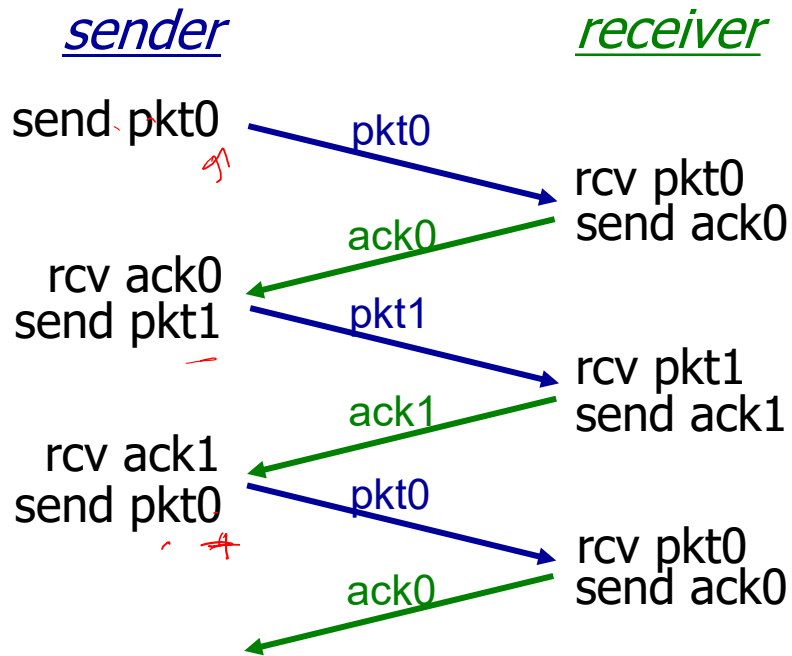 sender
receiver
send pkt0
pkt0
rcv pkt0
send ack0
ack0
rcv ack0
send pkt1
pkt1
rcv pkt1
send ack1
ack1
rcv ack1
send pkt0
pkt0
rcv pkt0
send ack0
ack0